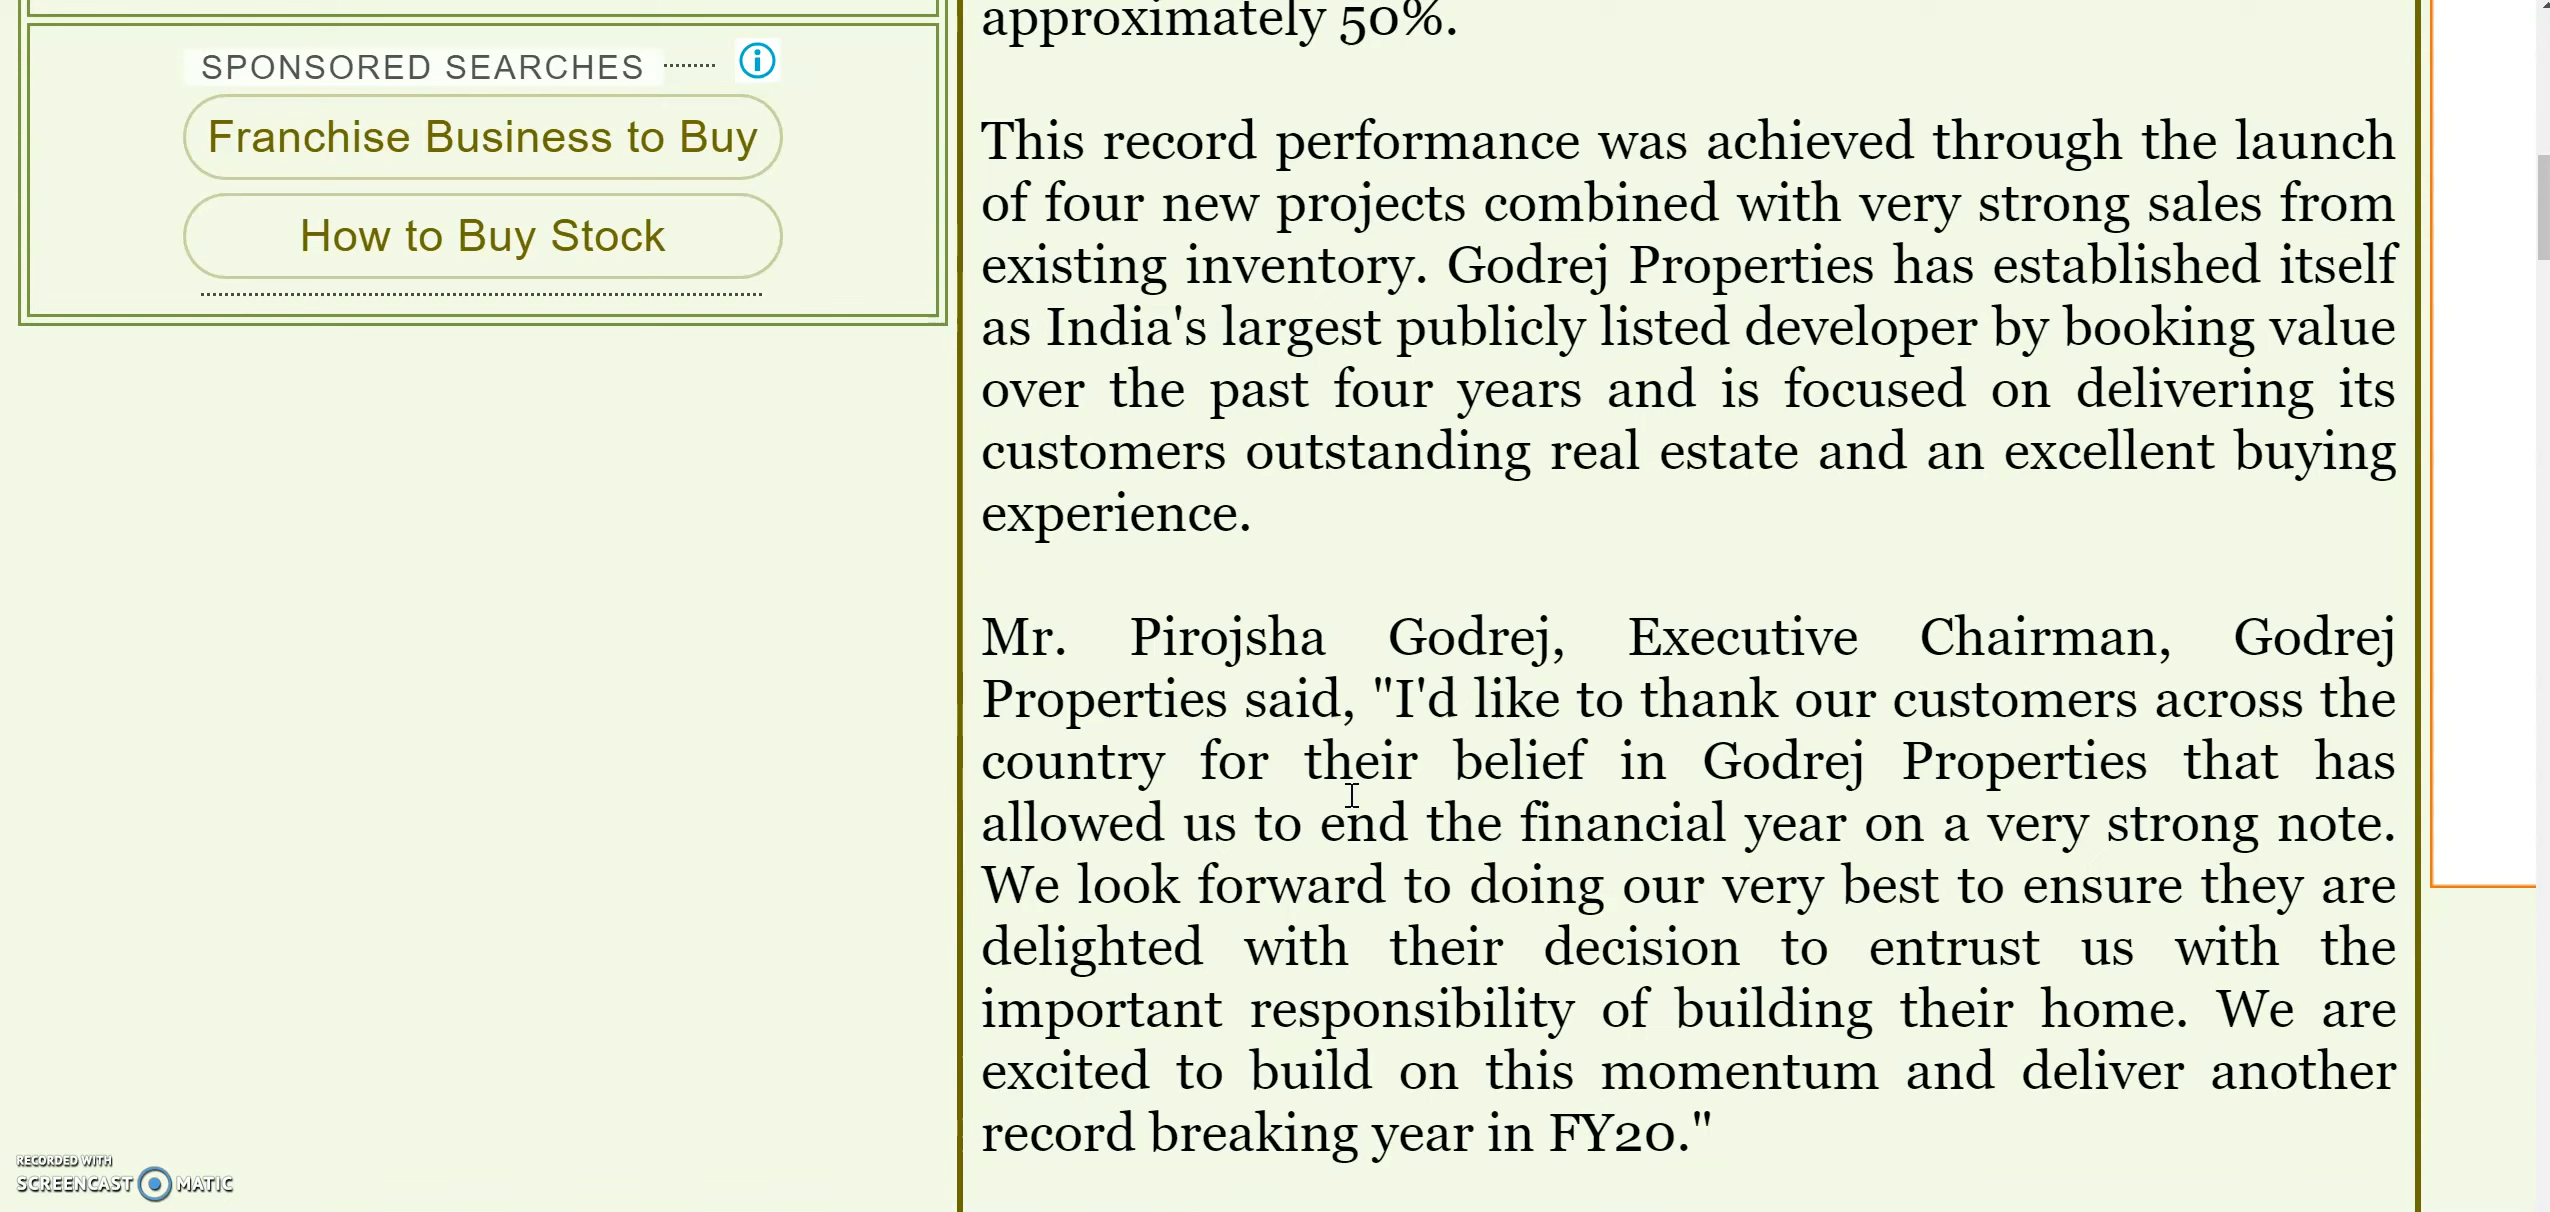 SPONSORED SEARCHES
Franchise Business to Buy
How to Buy Stock
approximately 50%.
This record performance was achieved through the launch
of four new projects combined with very strong sales from
existing inventory. Godrej Properties has established itself
as India's largest publicly listed developer by booking value
over the past four years and is focused on delivering its
customers outstanding real estate and an excellent buying
experience.
Mr. Pirojsha Godrej, Executive Chairman, Godrej
Properties said, "I'd like to thank our customers across the
country for their belief in Godrej Properties that has
allowed us to end the financial year on a very strong note.
We look forward to doing our very best to ensure they are
delighted with their decision to entrust us with the
important responsibility of building their home. We are
excited to build on this momentum and deliver another
record breaking year in FY20."
RECORDED WITH
SCREENCAST MATIC